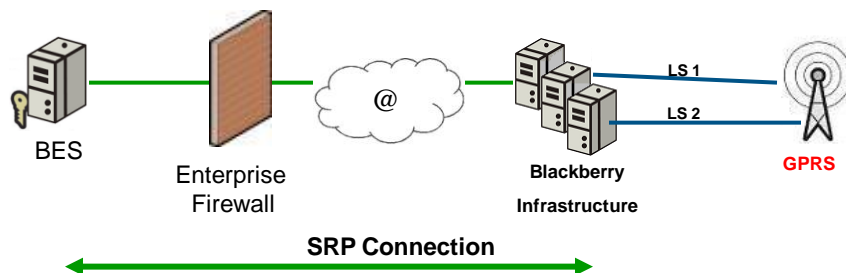 LS 1
@
LS 2
BES
Enterprise
Firewall
Blackberry
Infrastructure
GPRS
SRP Connection